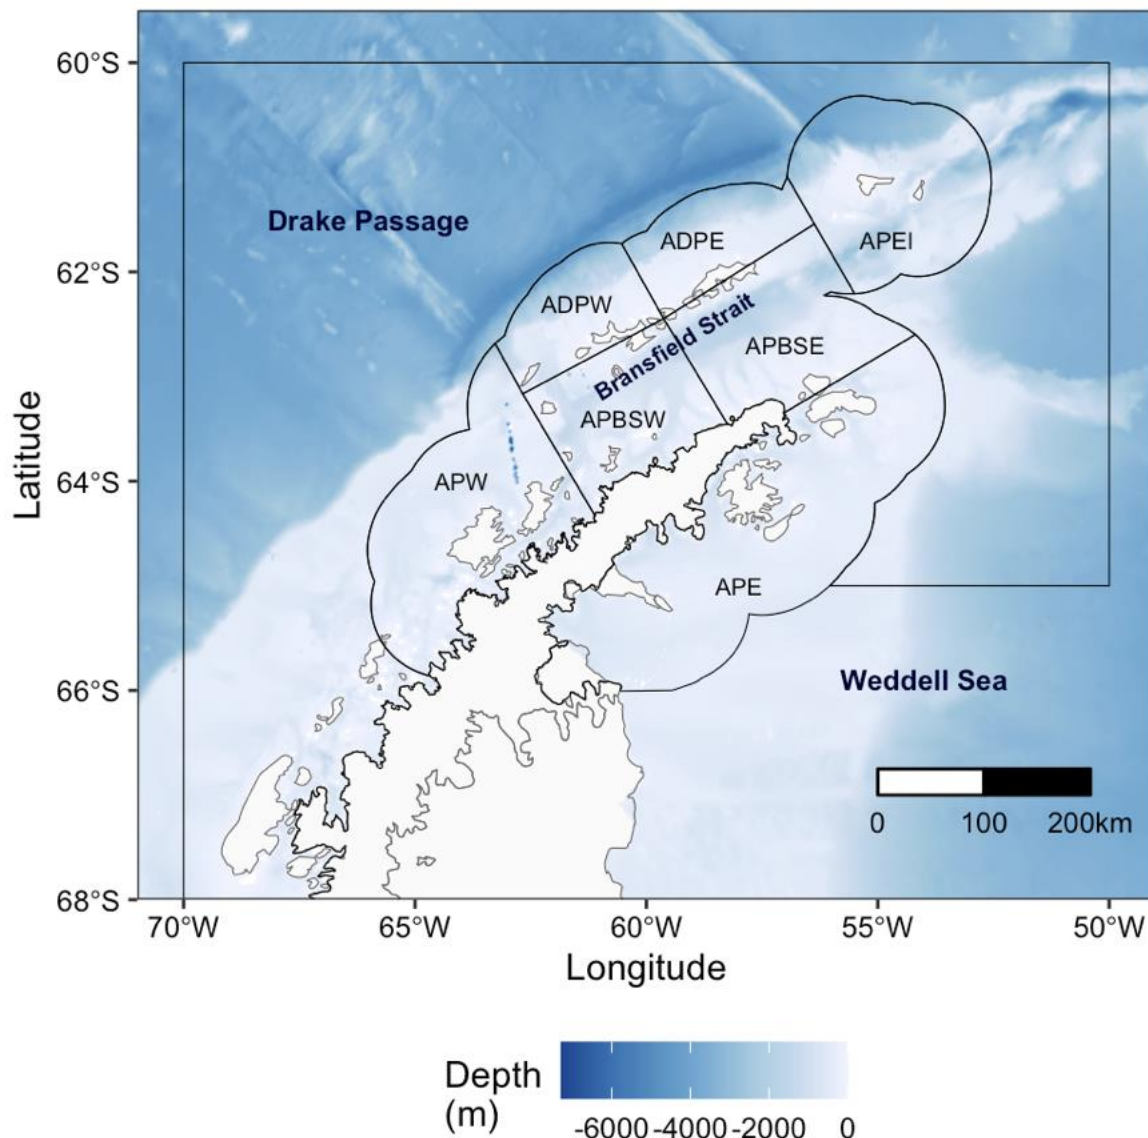 60°S
Drake Passage
ADPE
APEI
62°S
ADPW
Bransfield Strait
APBSE
APBSW
Latitude
64°S
APW
APE
66°S
Weddell Sea
0 100 200km
68°S
70°W 65°W 60°W 55°W 50°W
Longitude
Depth
(m)
-6000 -4000 -2000 0